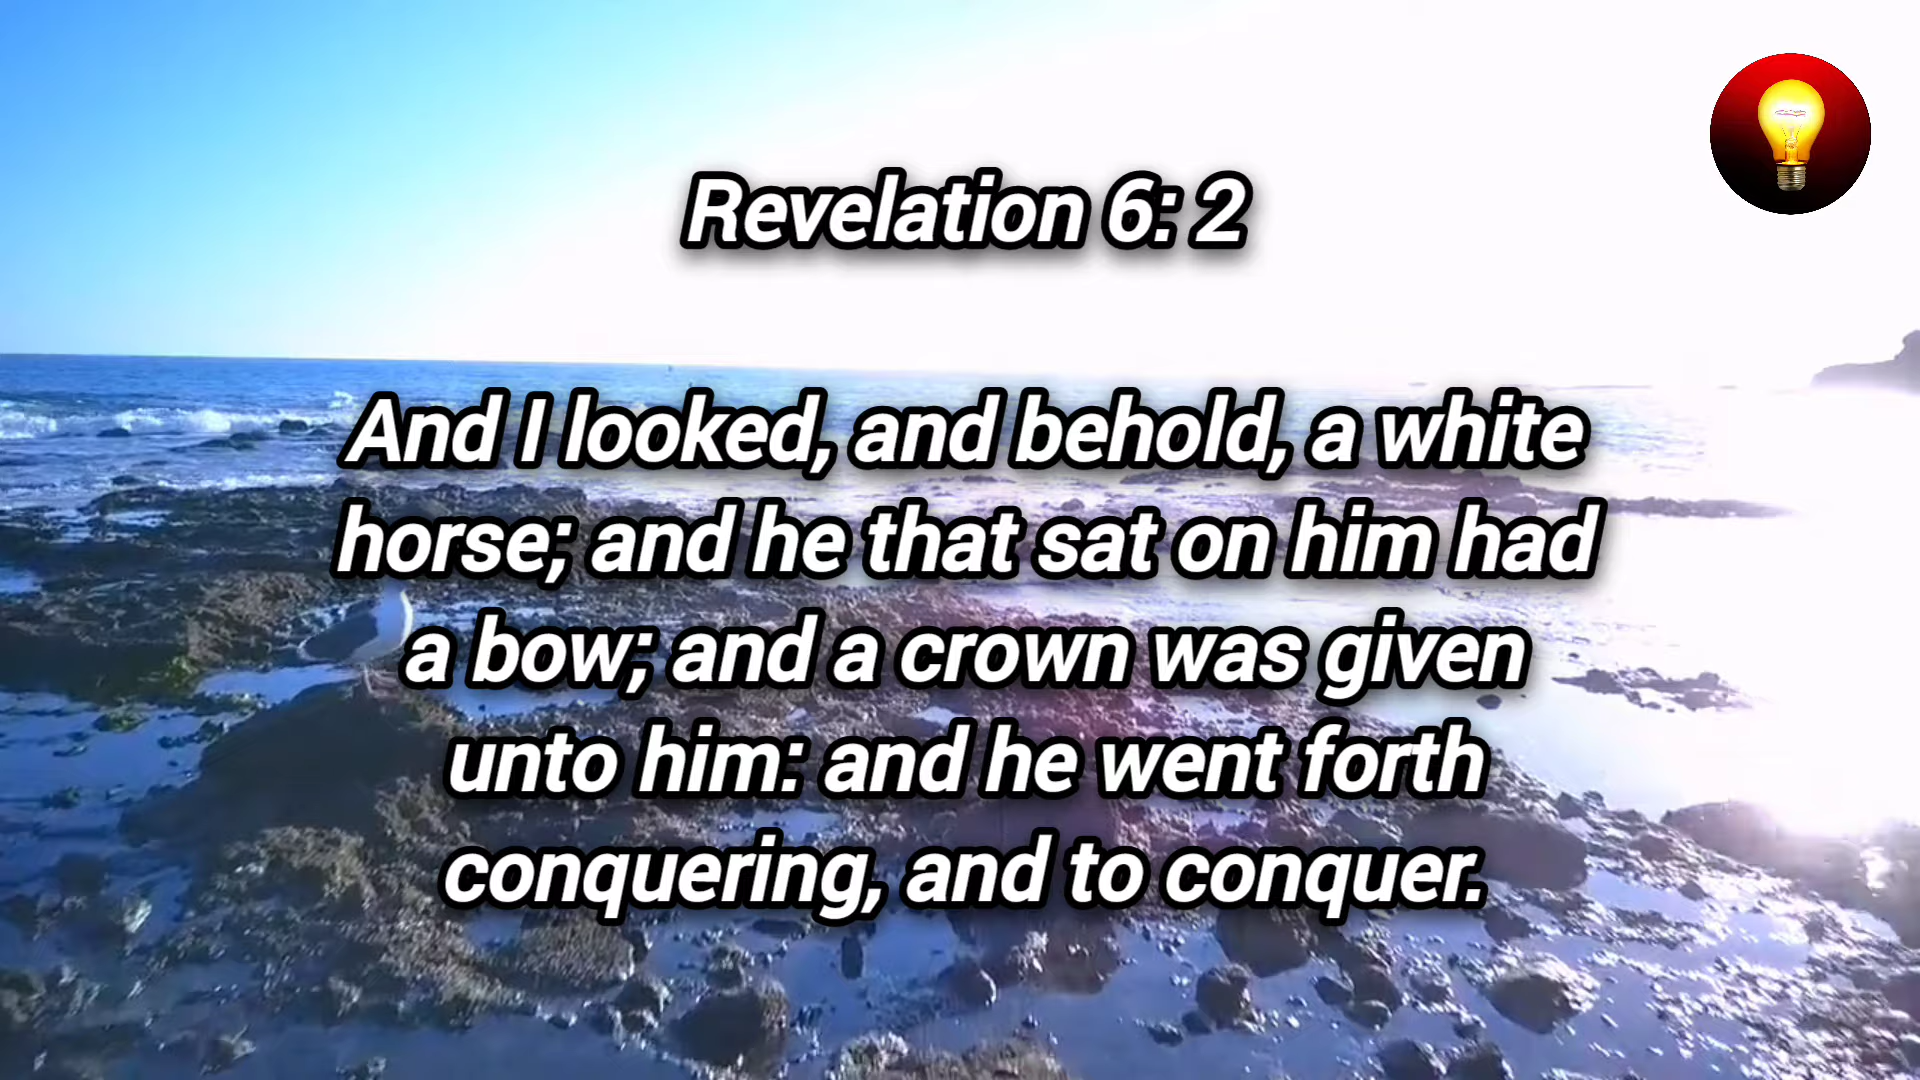 Revelation 6: 2
And I looked, and behold, a white
horse; and he that sat on him had
a bow; and a crown was given
unto him: and he went forth
conquering, and to conquer.